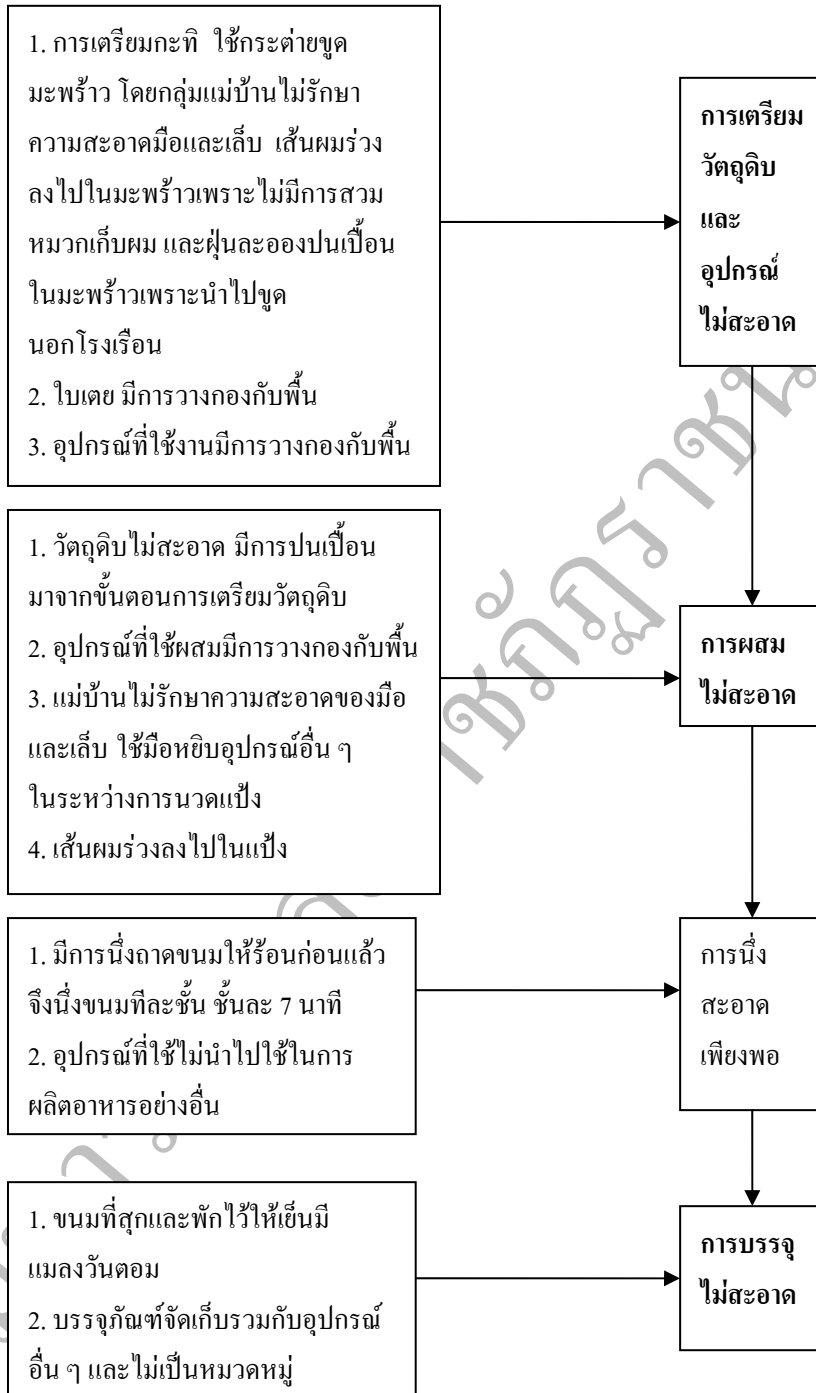 1. การเตรียมกะทิ ใช้กระต่ายขูด
มะพร้าว โดยกลุ่มแม่บ้านไม่รักษา
ความสะอาดมือและเล็บ เส้นผมร่วง
ลงไปในมะพร้าวเพราะไม่มีการสวม
หมวกเก็บผม และฝุ่นละอองปนเปื้อน
ในมะพร้าวเพราะนำไปขูด
นอกโรงเรือน
2. ใบเตย มีการวางกองกับพื้น
3. อุปกรณ์ที่ใช้งานมีการวางกองกับพื้น
การเตรียม
วัตถุดิบ
และ
อุปกรณ์
ไม่สะอาด
1. วัตถุดิบไม่สะอาด มีการปนเปื้อน
มาจากขั้นตอนการเตรียมวัตถุดิบ
2. อุปกรณ์ที่ใช้ผสมมีการวางกองกับพื้น
3. แม่บ้านไม่รักษาความสะอาดของมือ
และเล็บ ใช้มือหยิบอุปกรณ์อื่น ๆ
ในระหว่างการนวดแป้ง
4. เส้นผมร่วงลงไปในแป้ง
การผสม
ไม่สะอาด
1. มีการนึ่งถาดขนมให้ร้อนก่อนแล้ว
จึงนึ่งขนมทีละชั้น ชั้นละ 7 นาที
2. อุปกรณ์ที่ใช้ไม่นำไปใช้ในการ
ผลิตอาหารอย่างอื่น
การนึ่ง
สะอาด
เพียงพอ
1. ขนมที่สุกและพักไว้ให้เย็นมี
แมลงวันตอม
2. บรรจุภัณฑ์จัดเก็บรวมกับอุปกรณ์
อื่น ๆ และไม่เป็นหมวดหมู่
การบรรจุ
ไม่สะอาด